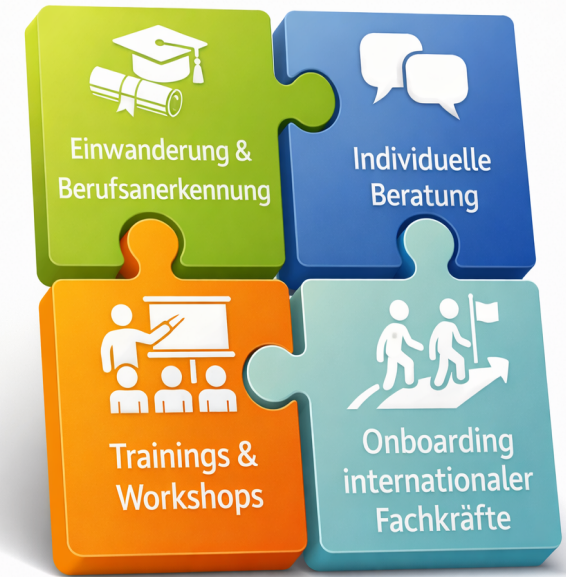 Einwanderung &
Berufsanerkennung
Individuelle
Beratung
Trainings &
Workshops
Onboarding
internationaler
Fachkräfte